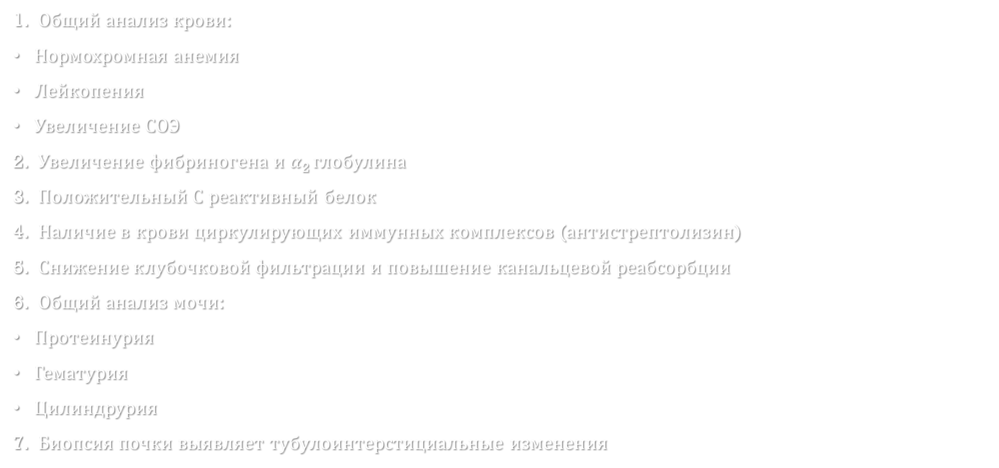 1. Общий анализ крови:
• Нормохромная анемия
• Лейкопения
• Увеличение СОЭ
2. Увеличение фибриногена и α₂ глобулина
3. Положительный С реактивный белок
4. Наличие в крови циркулирующих иммунных комплексов (антистрептолизин)
5. Снижение клубочковой фильтрации и повышение канальцевой реабсорбции
6. Общий анализ мочи:
• Протеинурия
• Гематурия
• Цилиндрурия
7. Биопсия почки выявляет тубулоинтерстициальные изменения